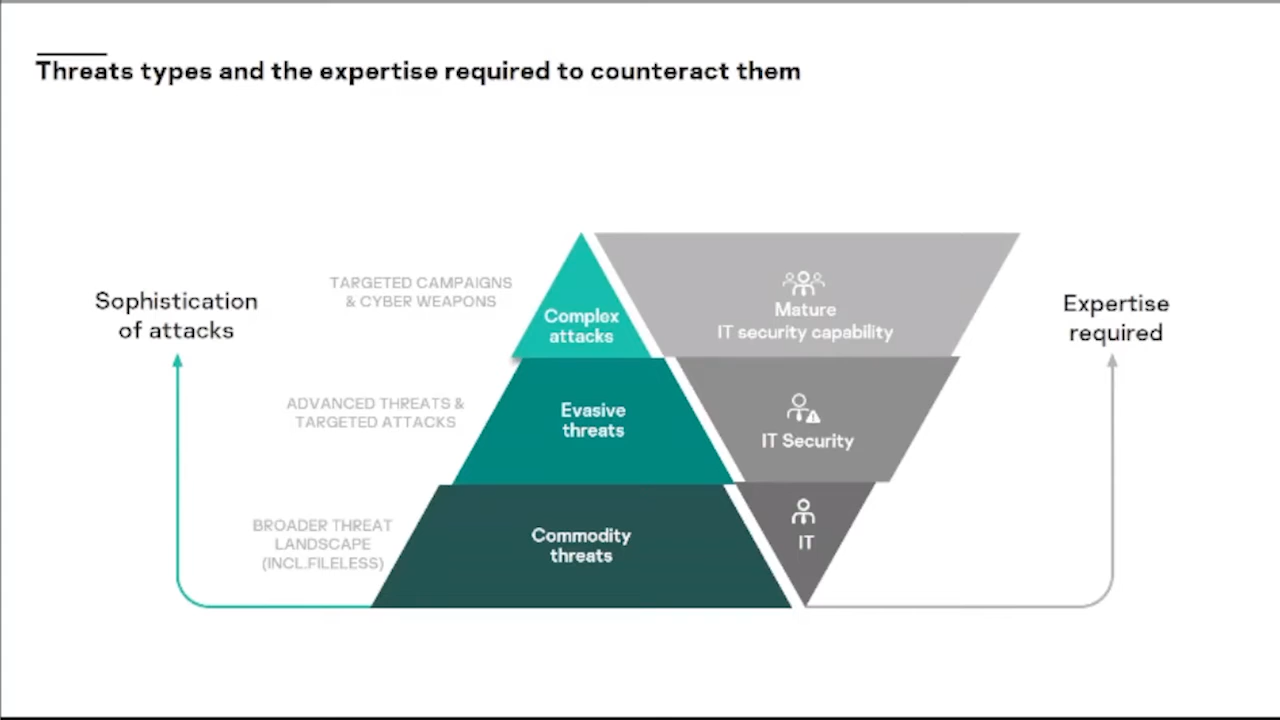 Threats types and the expertise required to counteract them
TARGETED CAMPAIGNS
& CYBER WEAPONS
Sophistication
of attacks
Complex
attacks
Mature
IT security capability
Expertise
required
ADVANCED THREATS &
TARGETED ATTACKS
Evasive
threats
IT Security
BROADER THREAT
LANDSCAPE
(INCL.FILELESS)
Commodity
threats
IT